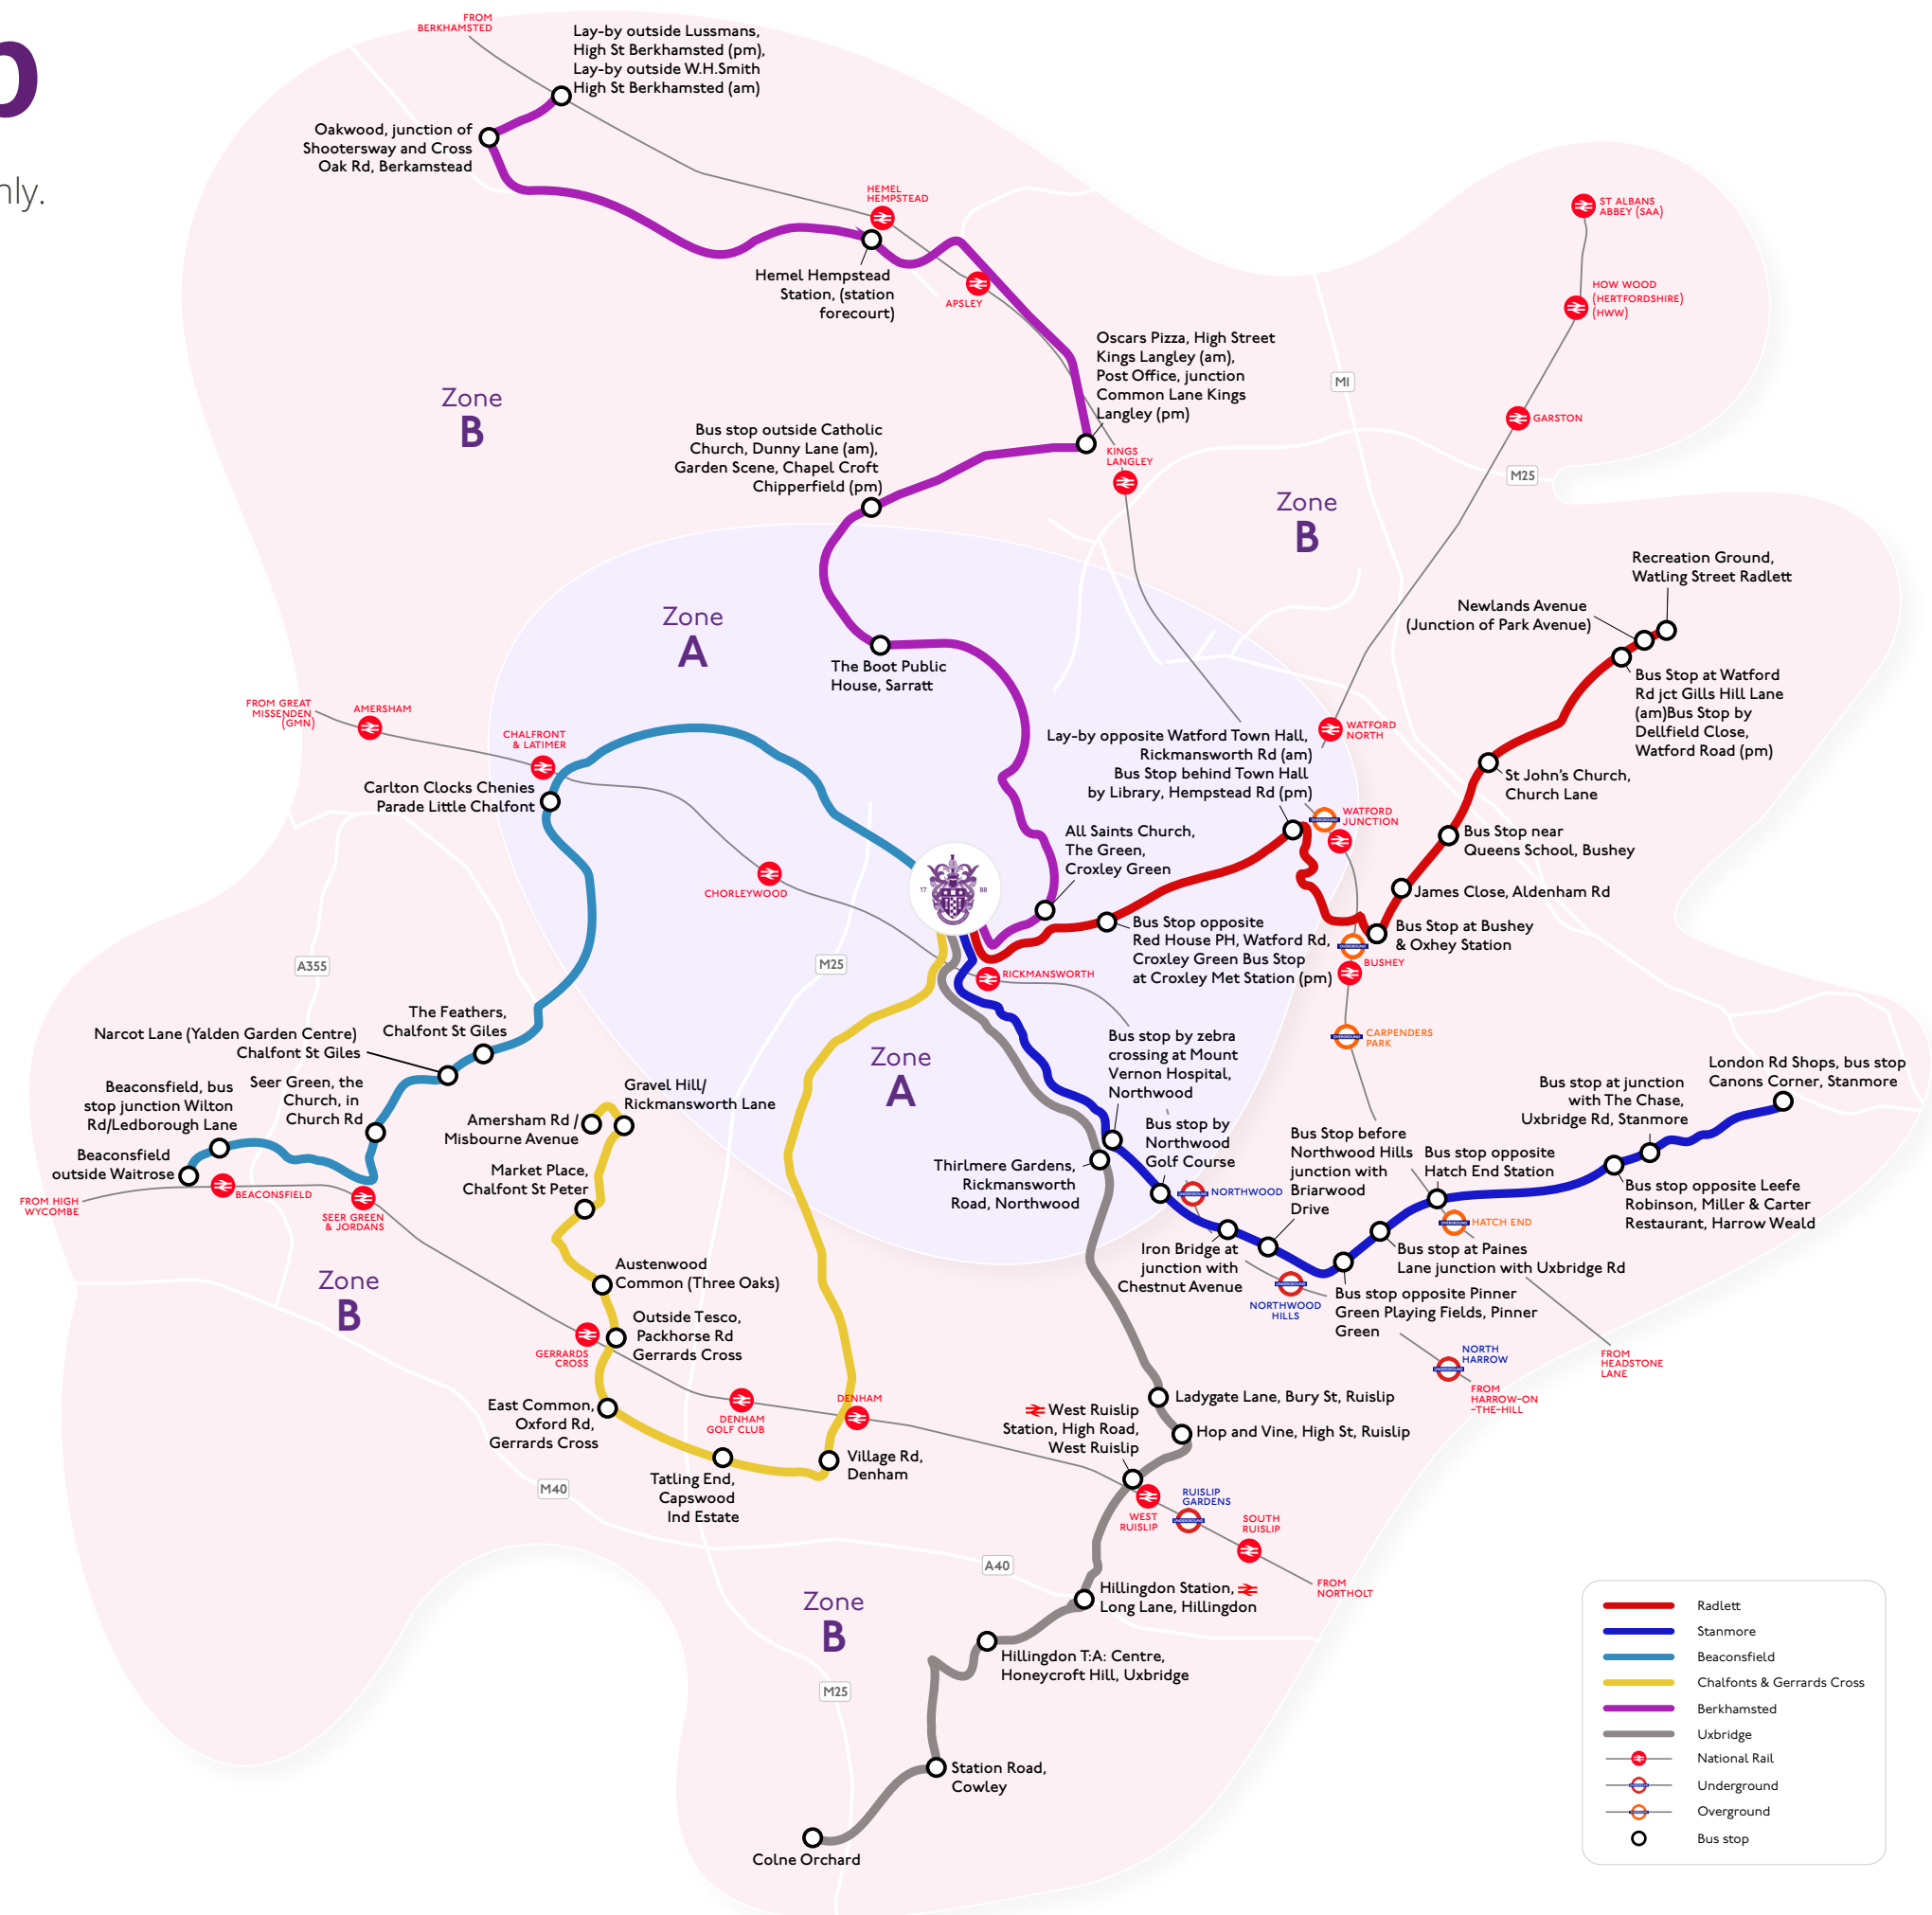 p
nly.
FROM
BERKHAMSTED
Lay-by outside Lussmans,
High St Berkhamsted (pm),
Lay-by outside W.H.Smith
High St Berkhamsted (am)
Oakwood, junction of
Shootersway and Cross
Oak Rd, Berkamstead
HEMEL
HEMPSTEAD
Hemel Hempstead
Station, (station
forecourt)
APSLEY
ST ALBANS
ABBEY (SAA)
HOW WOOD
(HERTFORDSHIRE)
(HWW)
GARSTON
M1
M25
Oscars Pizza, High Street
Kings Langley (am),
Post Office, junction
Common Lane Kings
Langley (pm)
KINGS
LANGLEY
Zone
B
Bus stop outside Catholic
Church, Dunny Lane (am),
Garden Scene, Chapel Croft
Chipperfield (pm)
Zone
B
Recreation Ground,
Watling Street Radlett
Newlands Avenue
(Junction of Park Avenue)
Bus Stop at Watford
Rd jct Gills Hill Lane
(am)Bus Stop by
Dellfield Close,
Watford Road (pm)
Zone
A
The Boot Public
House, Sarratt
FROM GREAT
MISSENDEN
(GMN)
AMERSHAM
CHALFRONT
& LATIMER
Carlton Clocks Chenies
Parade Little Chalfont
CHORLEYWOOD
Lay-by opposite Watford Town Hall,
Rickmansworth Rd (am)
Bus Stop behind Town Hall
by Library, Hempstead Rd (pm)
WATFORD
NORTH
WATFORD
JUNCTION
OVERGROUND
St John's Church,
Church Lane
Bus Stop near
Queens School, Bushey
James Close, Aldenham Rd
Bus Stop at Bushey
& Oxhey Station
OVERGROUND
BUSHEY
All Saints Church,
The Green,
Croxley Green
17 88
Bus Stop opposite
Red House PH, Watford Rd,
Croxley Green Bus Stop
at Croxley Met Station (pm)
RICKMANSWORTH
A355
M25
OVERGROUND
CARPENDERS
PARK
The Feathers,
Chalfont St Giles
Narcot Lane (Yalden Garden Centre)
Chalfont St Giles
Seer Green, the
Church, in
Church Rd
Beaconsfield, bus
stop junction Wilton
Rd/Ledborough Lane
Beaconsfield
outside Waitrose
FROM HIGH
WYCOMBE
BEACONSFIELD
SEER GREEN
& JORDANS
Gravel Hill/
Rickmansworth Lane
Amersham Rd /
Misbourne Avenue
Market Place,
Chalfont St Peter
Zone
A
Bus stop by zebra
crossing at Mount
Vernon Hospital,
Northwood
Bus stop by
Northwood
Golf Course
Thirlmere Gardens,
Rickmansworth
Road, Northwood
UNDERGROUND
NORTHWOOD
Bus Stop before
Northwood Hills
junction with
Briarwood
Drive
Bus stop opposite
Hatch End Station
OVERGROUND
HATCH END
Bus stop at junction
with The Chase,
Uxbridge Rd, Stanmore
London Rd Shops, bus stop
Canons Corner, Stanmore
Bus stop opposite Leefe
Robinson, Miller & Carter
Restaurant, Harrow Weald
Iron Bridge at
junction with
Chestnut Avenue
UNDERGROUND
NORTHWOOD
HILLS
Bus stop at Paines
Lane junction with Uxbridge Rd
Bus stop opposite Pinner
Green Playing Fields, Pinner
Green
UNDERGROUND
NORTH
HARROW
FROM
HARROW-ON
-THE-HILL
FROM
HEADSTONE
LANE
Zone
B
Austenwood
Common (Three Oaks)
Outside Tesco,
Packhorse Rd
Gerrards Cross
GERRARDS
CROSS
East Common,
Oxford Rd,
Gerrards Cross
DENHAM
GOLF CLUB
DENHAM
Village Rd,
Denham
Tatling End,
Capswood
Ind Estate
M40
Ladygate Lane, Bury St, Ruislip
Hop and Vine, High St, Ruislip
West Ruislip
Station, High Road,
West Ruislip
WEST
RUISLIP
RUISLIP
GARDENS
UNDERGROUND
SOUTH
RUISLIP
FROM
NORTHOLT
A40
Hillingdon Station,
Long Lane, Hillingdon
Zone
B
Hillingdon T:A: Centre,
Honeycroft Hill, Uxbridge
M25
Station Road,
Cowley
Colne Orchard
Radlett
Stanmore
Beaconsfield
Chalfonts & Gerrards Cross
Berkhamsted
Uxbridge
National Rail
Underground
Overground
Bus stop